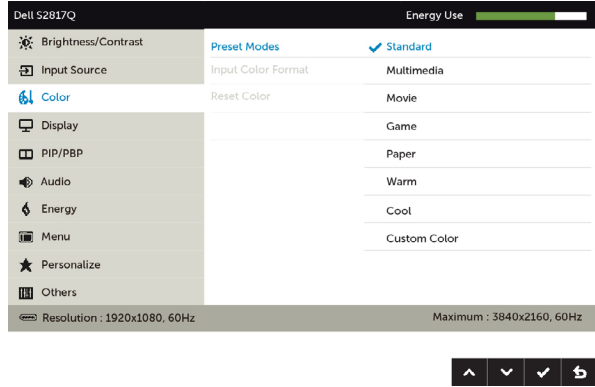 Dell S2817Q Energy Use
Brightness/Contrast Preset Modes Standard
Input Source Input Color Format Multimedia
Color Reset Color Movie
Display Game
PIP/PBP Paper
Audio Warm
Energy Cool
Menu Custom Color
Personalize
Others
Resolution : 1920x1080, 60Hz Maximum : 3840x2160, 60Hz